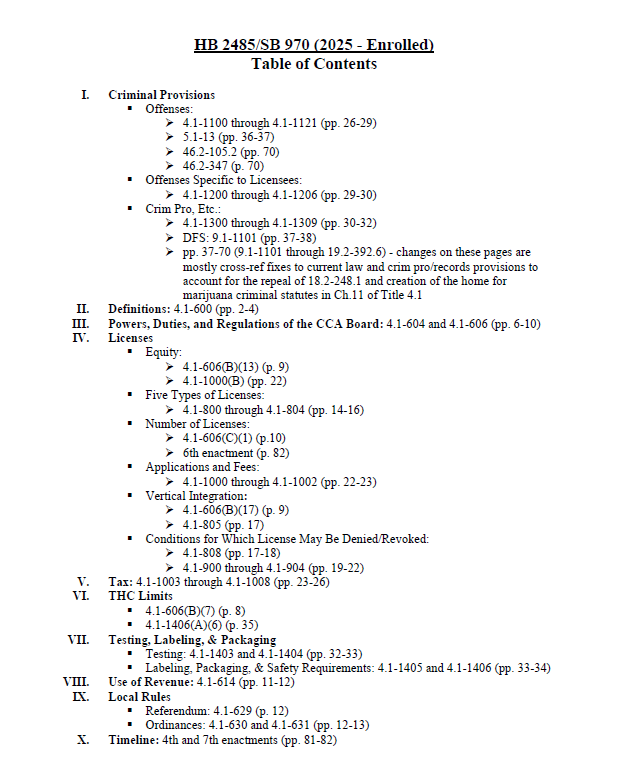 HB 2485/SB 970 (2025 - Enrolled)
Table of Contents
I. Criminal Provisions
▪ Offenses:
➢ 4.1-1100 through 4.1-1121 (pp. 26-29)
➢ 5.1-13 (pp. 36-37)
➢ 46.2-105.2 (pp. 70)
➢ 46.2-347 (p. 70)
▪ Offenses Specific to Licensees:
➢ 4.1-1200 through 4.1-1206 (pp. 29-30)
▪ Crim Pro, Etc.:
➢ 4.1-1300 through 4.1-1309 (pp. 30-32)
➢ DFS: 9.1-1101 (pp. 37-38)
➢ pp. 37-70 (9.1-1101 through 19.2-392.6) - changes on these pages are
mostly cross-ref fixes to current law and crim pro/records provisions to
account for the repeal of 18.2-248.1 and creation of the home for
marijuana criminal statutes in Ch.11 of Title 4.1
II. Definitions: 4.1-600 (pp. 2-4)
III. Powers, Duties, and Regulations of the CCA Board: 4.1-604 and 4.1-606 (pp. 6-10)
IV. Licenses
▪ Equity:
➢ 4.1-606(B)(13) (p. 9)
➢ 4.1-1000(B) (pp. 22)
▪ Five Types of Licenses:
➢ 4.1-800 through 4.1-804 (pp. 14-16)
▪ Number of Licenses:
➢ 4.1-606(C)(1) (p.10)
➢ 6th enactment (p. 82)
▪ Applications and Fees:
➢ 4.1-1000 through 4.1-1002 (pp. 22-23)
▪ Vertical Integration:
➢ 4.1-606(B)(17) (p. 9)
➢ 4.1-805 (pp. 17)
▪ Conditions for Which License May Be Denied/Revoked:
➢ 4.1-808 (pp. 17-18)
➢ 4.1-900 through 4.1-904 (pp. 19-22)
V. Tax: 4.1-1003 through 4.1-1008 (pp. 23-26)
VI. THC Limits
▪ 4.1-606(B)(7) (p. 8)
▪ 4.1-1406(A)(6) (p. 35)
VII. Testing, Labeling, & Packaging
▪ Testing: 4.1-1403 and 4.1-1404 (pp. 32-33)
▪ Labeling, Packaging, & Safety Requirements: 4.1-1405 and 4.1-1406 (pp. 33-34)
VIII. Use of Revenue: 4.1-614 (pp. 11-12)
IX. Local Rules
▪ Referendum: 4.1-629 (p. 12)
▪ Ordinances: 4.1-630 and 4.1-631 (pp. 12-13)
X. Timeline: 4th and 7th enactments (pp. 81-82)